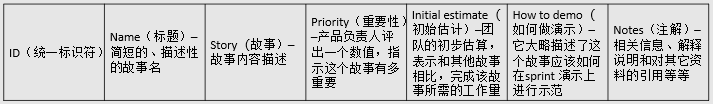 ID（统一标识符）
Name（标题）–
简短的、描述性
的故事名
Story（故事）–
故事内容描述
Priority（重要性）
–产品负责人评
出一个数值，指
示这个故事有多
重要
Initial estimate（
初始估计）–团
队的初步估算，
表示和其他故事
相比，完成该故
事所需的工作量
How to demo（
如何做演示）–
它大略描述了这
个故事应该如何
在sprint 演示上
进行示范
Notes（注解）–
相关信息、解释
说明和对其它资
料的引用等等